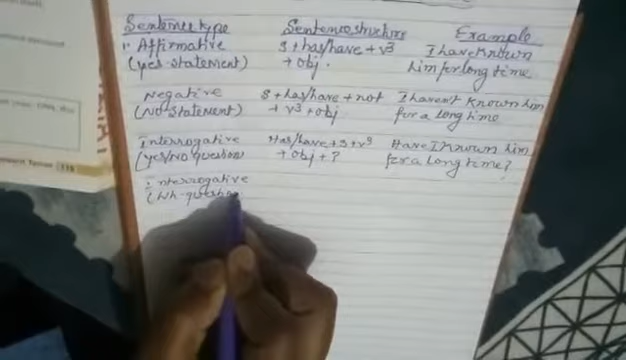 Sentence type Sentence structure Example
1. Affirmative S + has/have + v3 I have known
(yes-statement) + obj. him for long time.
Negative S + has/have + not I haven't known him
(No-statement) + v3 + obj for a long time
interrogative Has/have + S + v3 Have I known him
(yes/no question) + obj + ? for a long time?
interrogative
(Wh-question